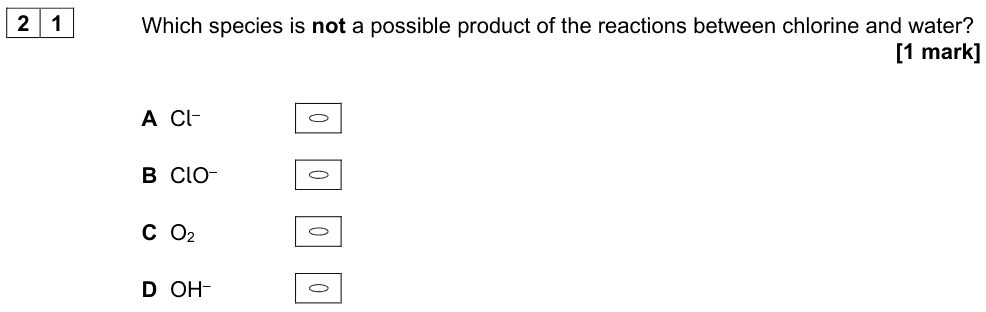 2 1 Which species is not a possible product of the reactions between chlorine and water?
[1 mark]
A Cl⁻
B ClO⁻
C O₂
D OH⁻